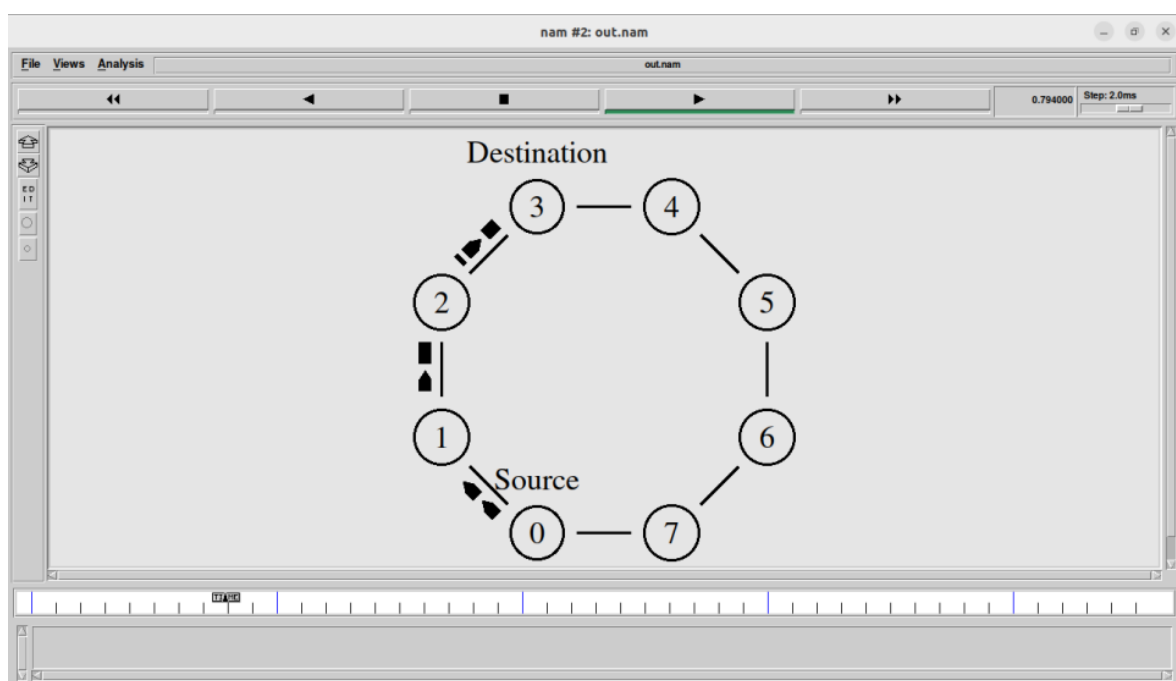 nam #2: out.nam
File Views Analysis out.nam
0.794000 Step: 2.0ms
E D
I T
Destination
3 4
2 5
1 6
Source
0 7
TIME